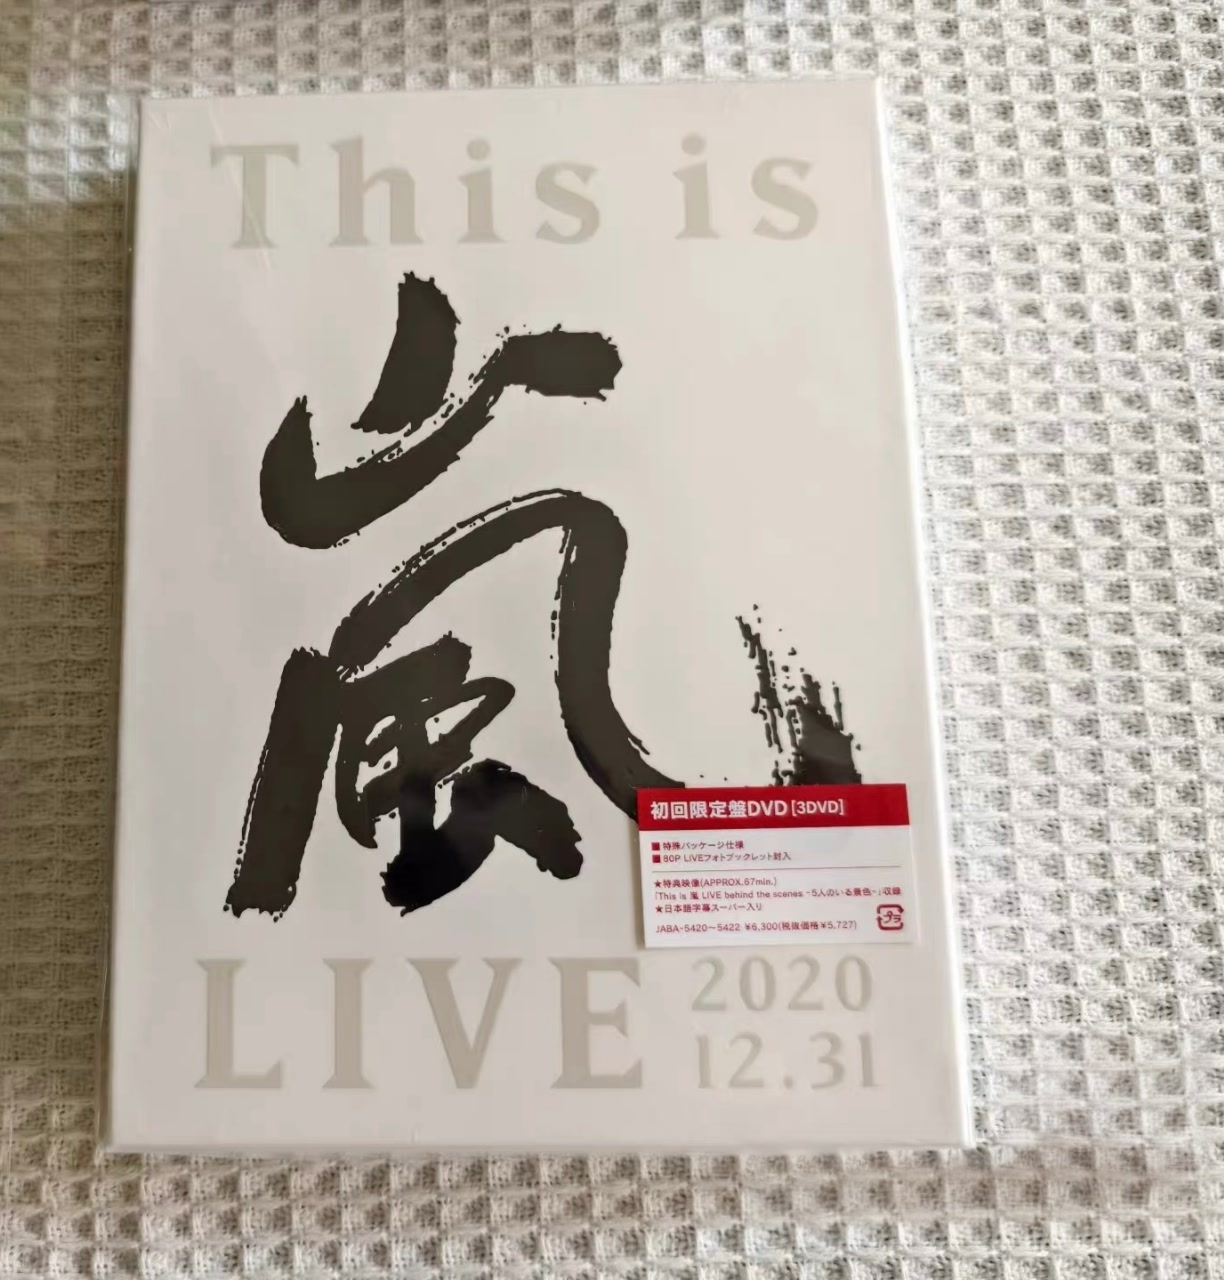 This is
嵐
LIVE 2020
12.31
初回限定盤DVD [3DVD]
■特殊パッケージ仕様
■80P LIVEフォトブックレット封入
★特典映像(APPROX.67min.)
「This is 嵐 LIVE behind the scenes -5人のいる景色-」収録
★日本語字幕スーパー入り
JABA-5420～5422 ¥6,300(税抜価格¥5,727)
プラ